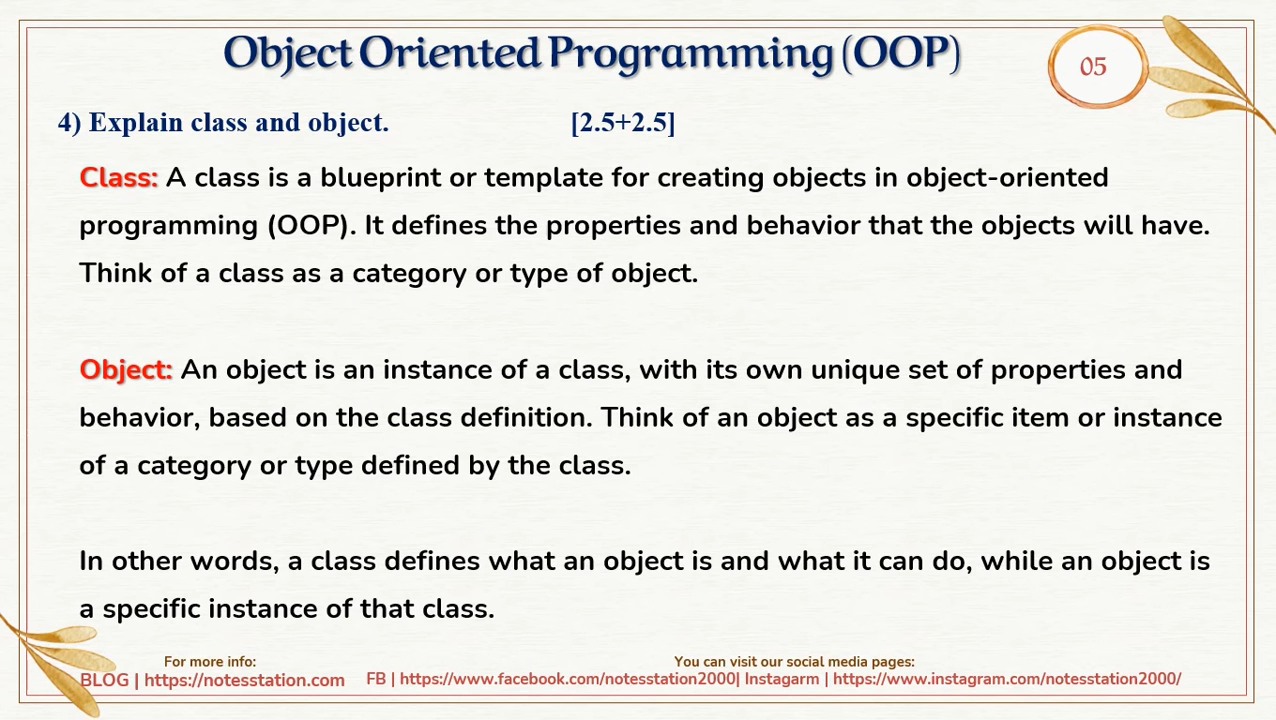 Object Oriented Programming (OOP)
05
4) Explain class and object. [2.5+2.5]
Class: A class is a blueprint or template for creating objects in object-oriented
programming (OOP). It defines the properties and behavior that the objects will have.
Think of a class as a category or type of object.
Object: An object is an instance of a class, with its own unique set of properties and
behavior, based on the class definition. Think of an object as a specific item or instance
of a category or type defined by the class.
In other words, a class defines what an object is and what it can do, while an object is
a specific instance of that class.
For more info:
BLOG | https://notesstation.com
You can visit our social media pages:
FB | https://www.facebook.com/notesstation2000| Instagarm | https://www.instagram.com/notesstation2000/